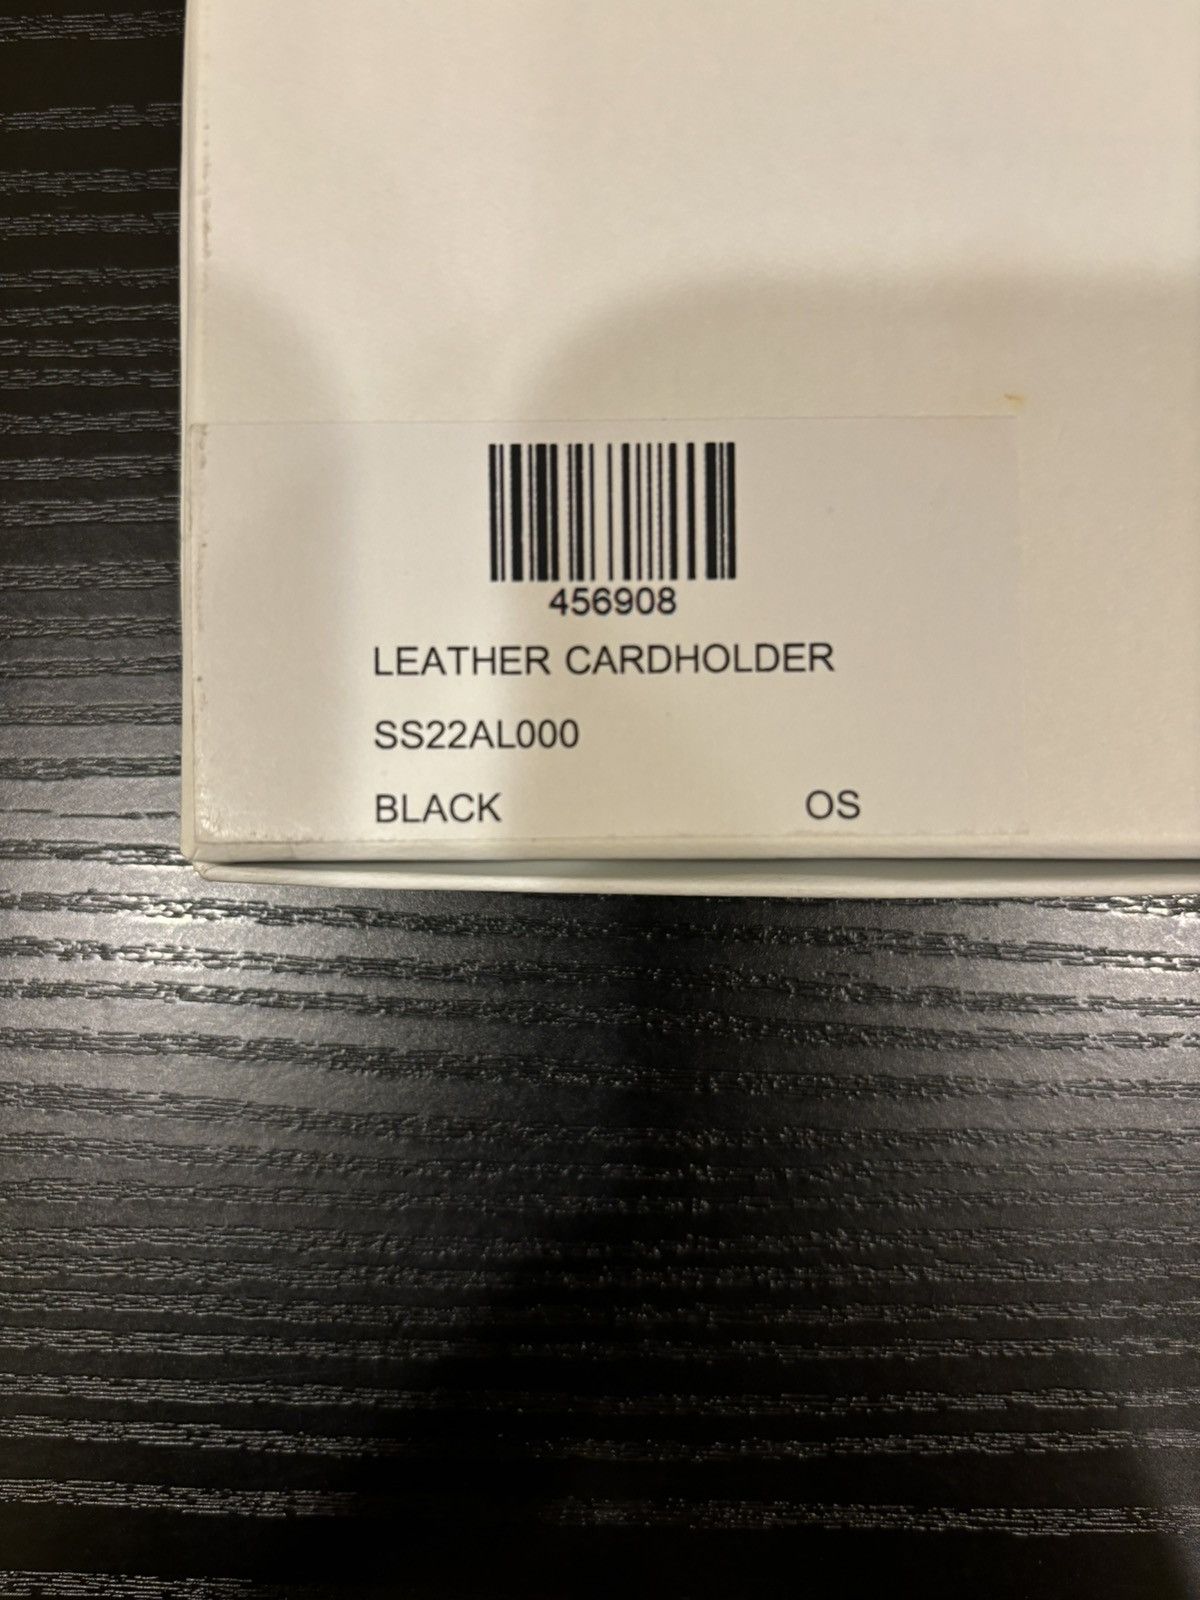 456908
LEATHER CARDHOLDER
SS22AL000
BLACK OS